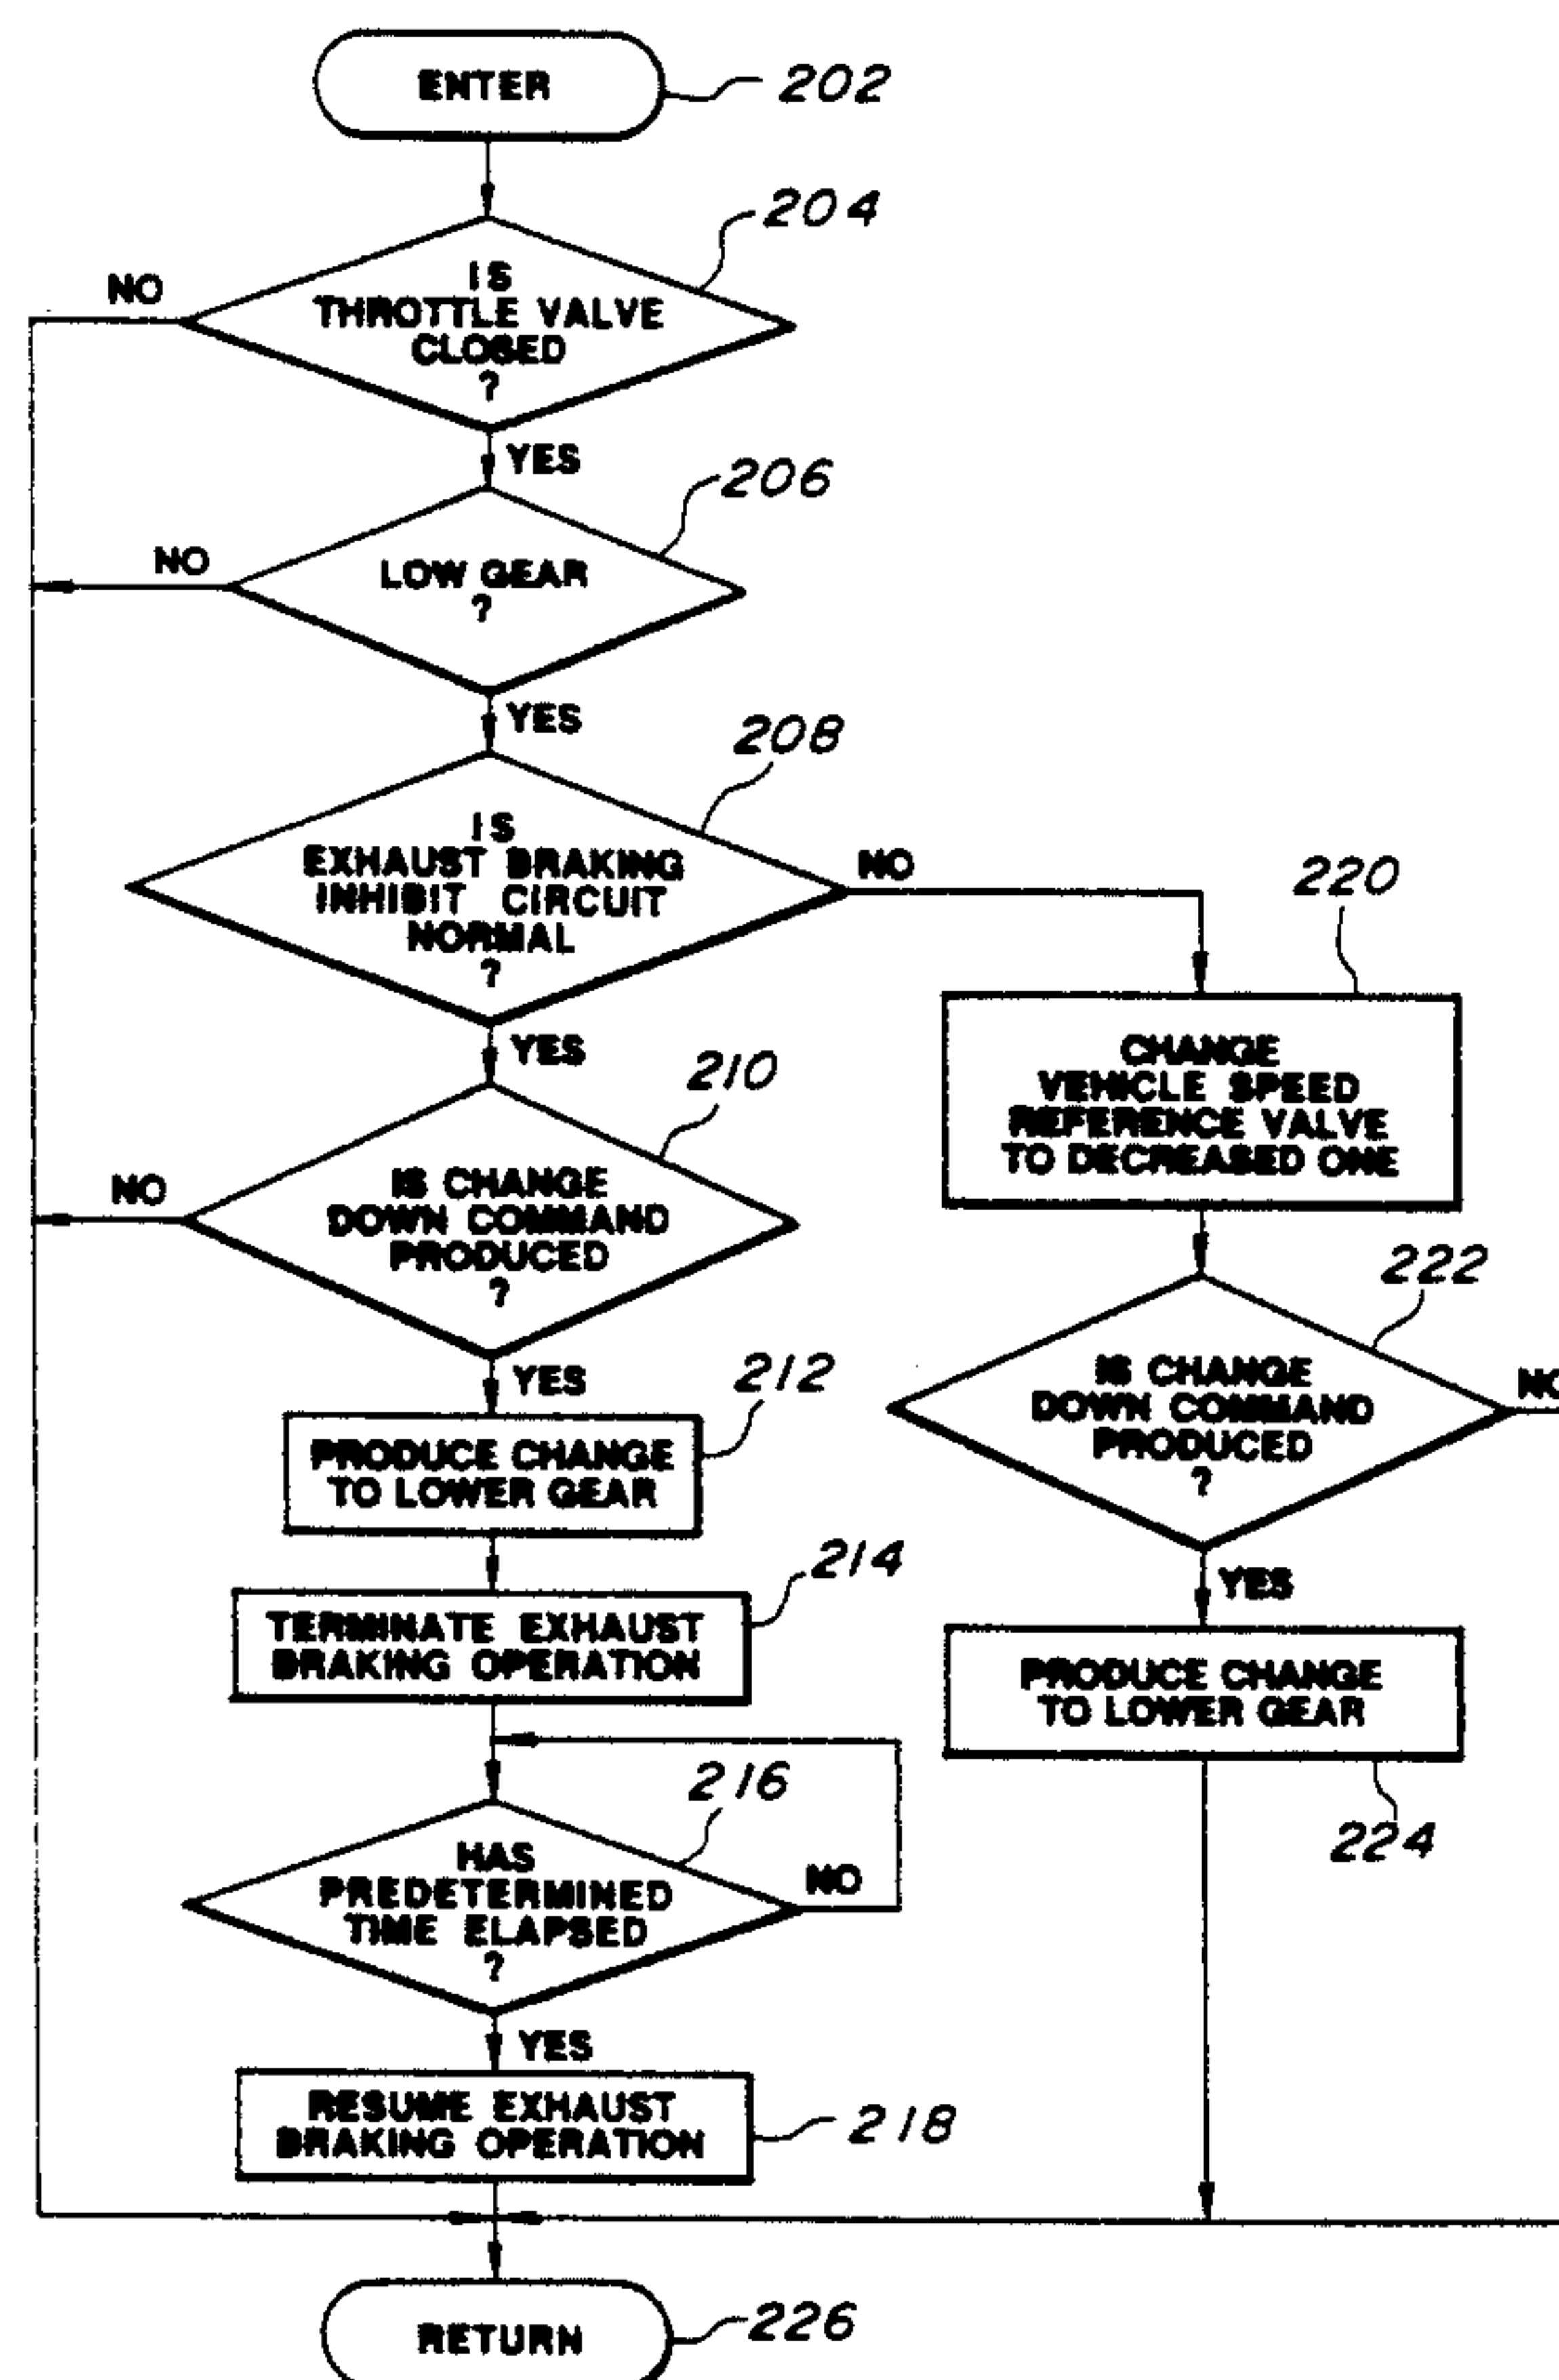 ENTER
202
204
IS
THROTTLE VALVE
CLOSED
?
NO
YES
206
LOW GEAR
?
NO
YES
208
IS
EXHAUST BRAKING
INHIBIT CIRCUIT
NORMAL
?
NO
YES
220
CHANGE
VEHICLE SPEED
REFERENCE VALVE
TO DECREASED ONE
210
IS CHANGE
DOWN COMMAND
PRODUCED
?
NO
YES
222
IS CHANGE
DOWN COMMAND
PRODUCED
?
NO
YES
212
PRODUCE CHANGE
TO LOWER GEAR
214
TERMINATE EXHAUST
BRAKING OPERATION
PRODUCE CHANGE
TO LOWER GEAR
224
216
HAS
PREDETERMINED
TIME ELAPSED
?
NO
YES
RESUME EXHAUST
BRAKING OPERATION
218
RETURN
226